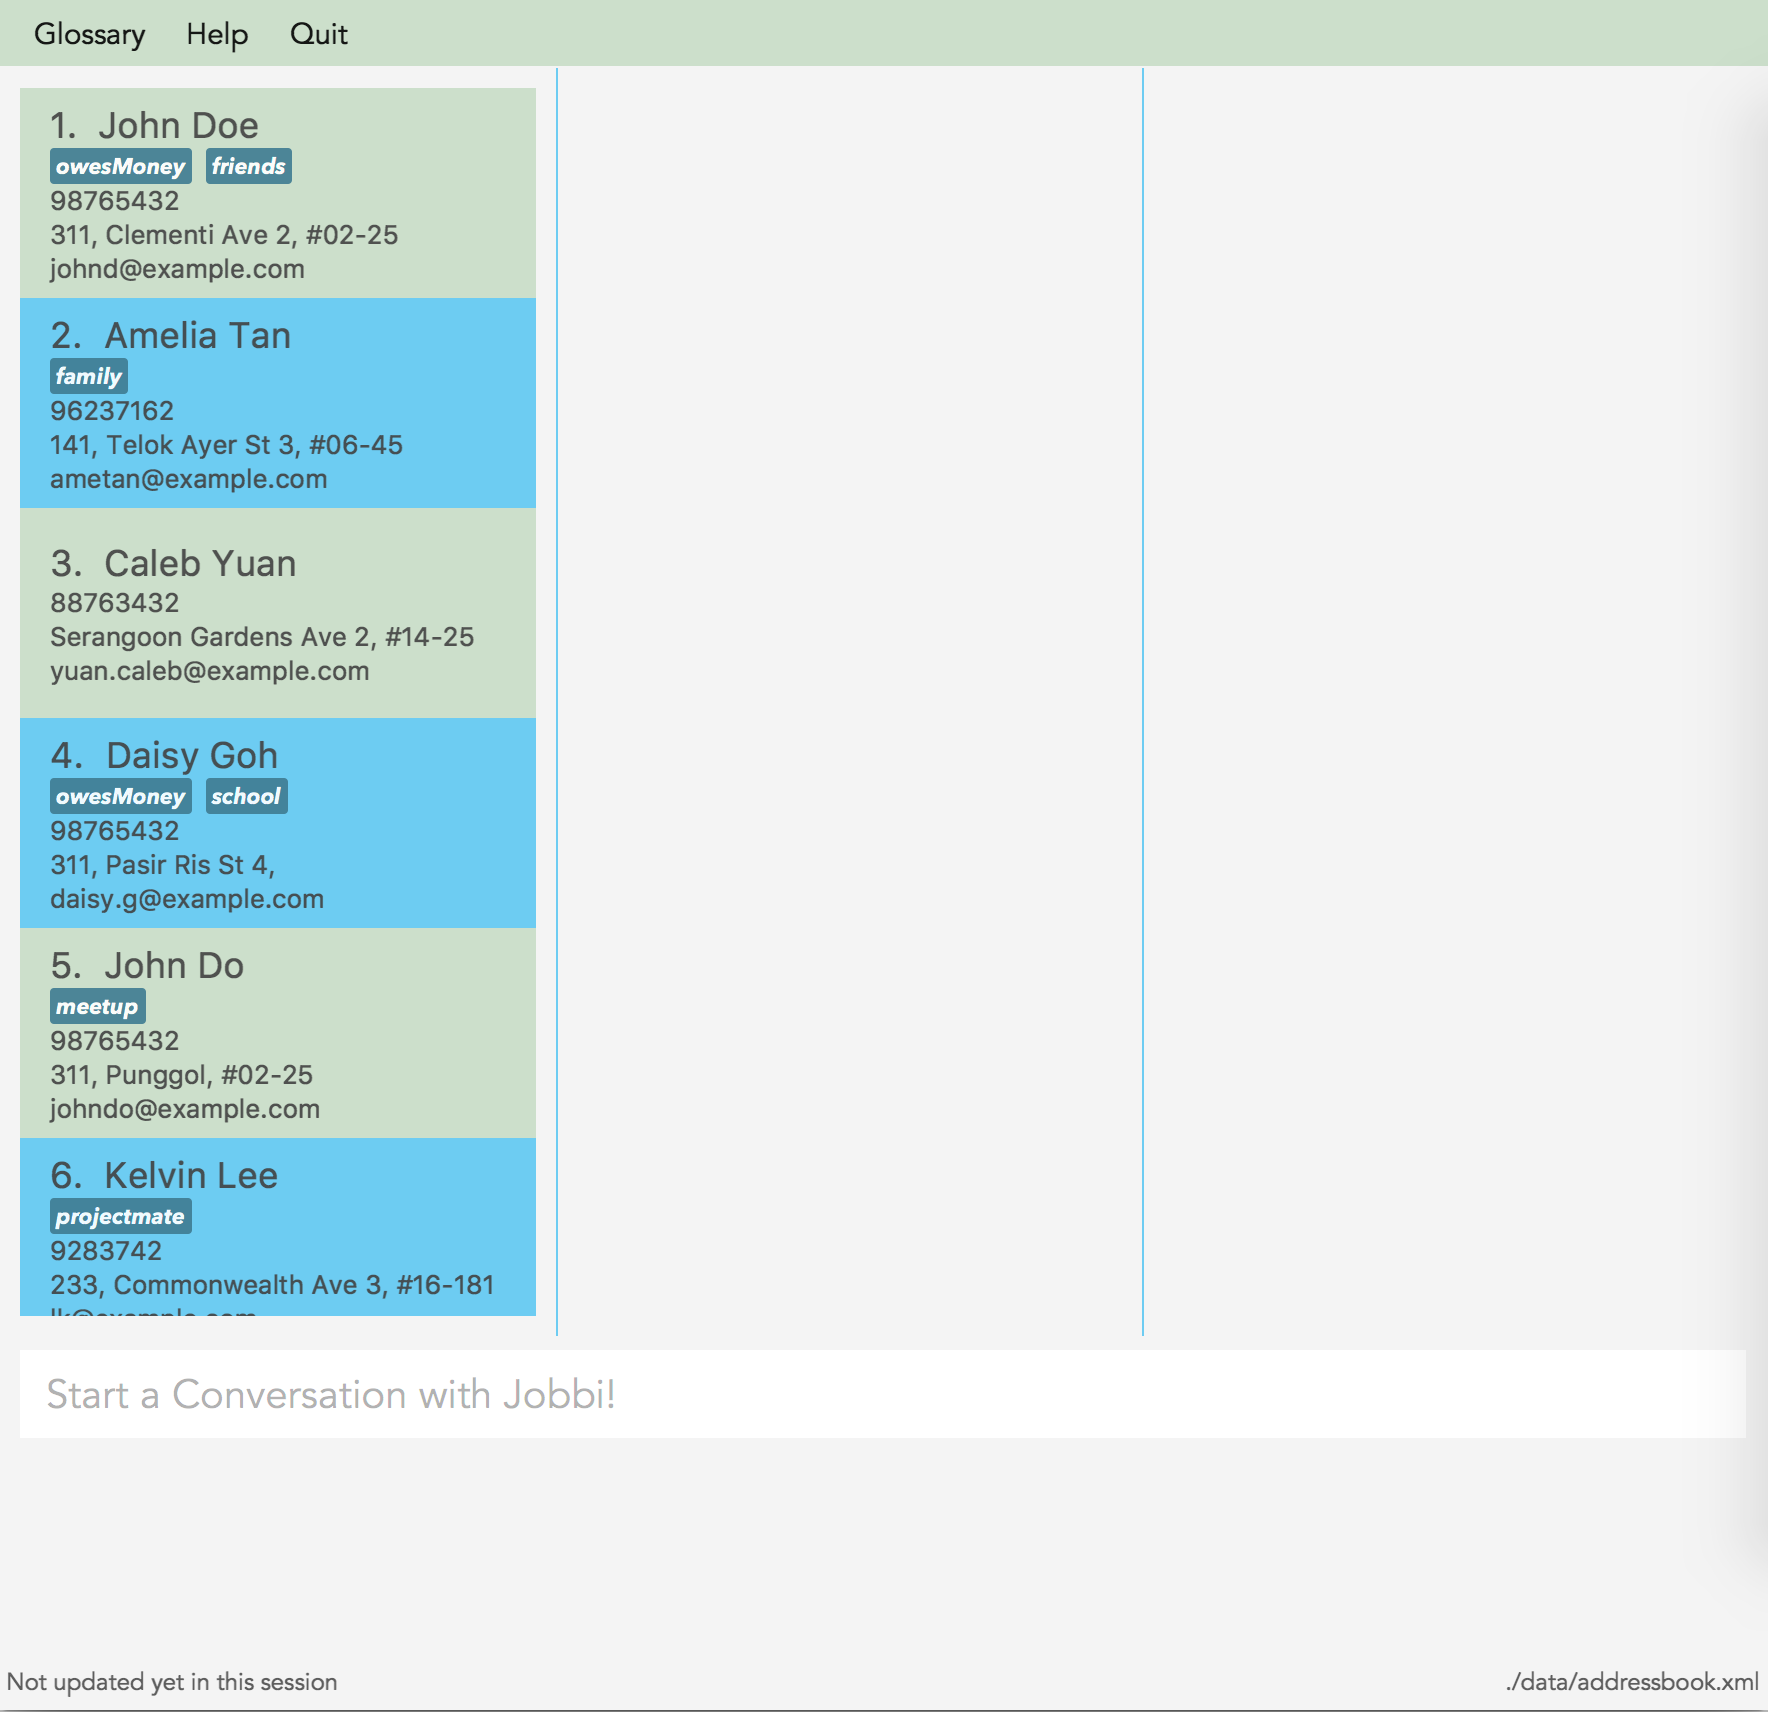 Glossary Help Quit
1. John Doe
owesMoney friends
98765432
311, Clementi Ave 2, #02-25
johnd@example.com
2. Amelia Tan
family
96237162
141, Telok Ayer St 3, #06-45
ametan@example.com
3. Caleb Yuan
88763432
Serangoon Gardens Ave 2, #14-25
yuan.caleb@example.com
4. Daisy Goh
owesMoney school
98765432
311, Pasir Ris St 4,
daisy.g@example.com
5. John Do
meetup
98765432
311, Punggol, #02-25
johndo@example.com
6. Kelvin Lee
projectmate
9283742
233, Commonwealth Ave 3, #16-181
Start a Conversation with Jobbi!
Not updated yet in this session
./data/addressbook.xml